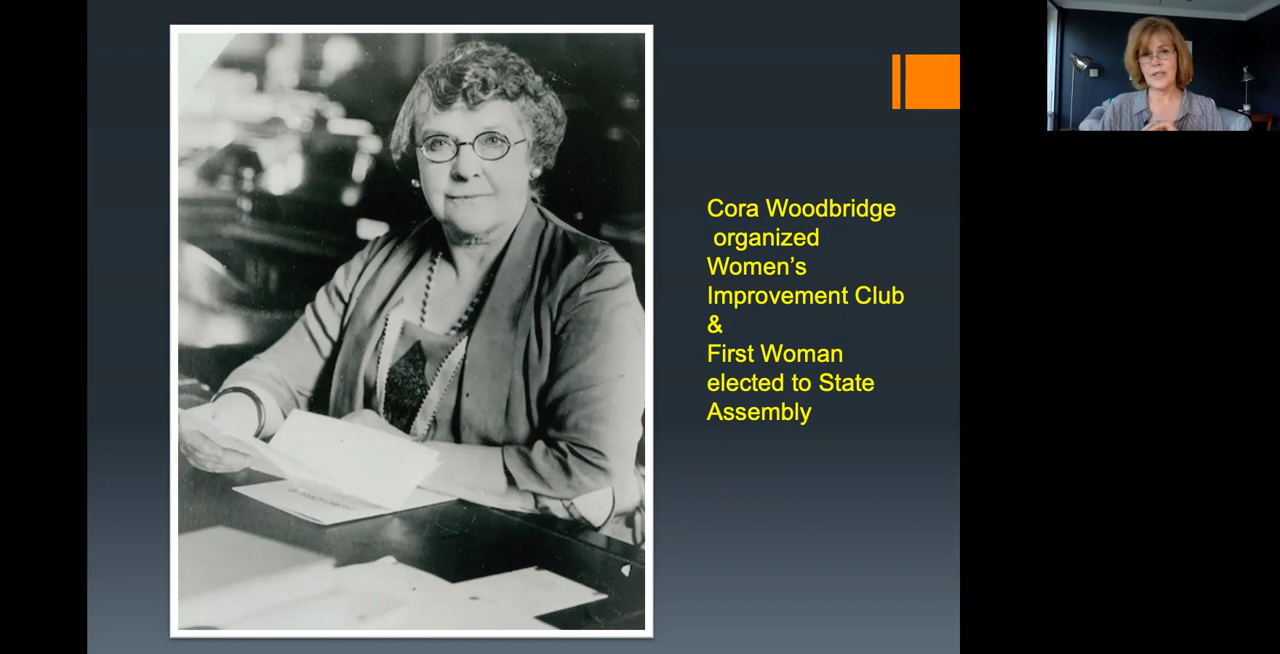 Cora Woodbridge
organized
Women's
Improvement Club
&
First Woman
elected to State
Assembly